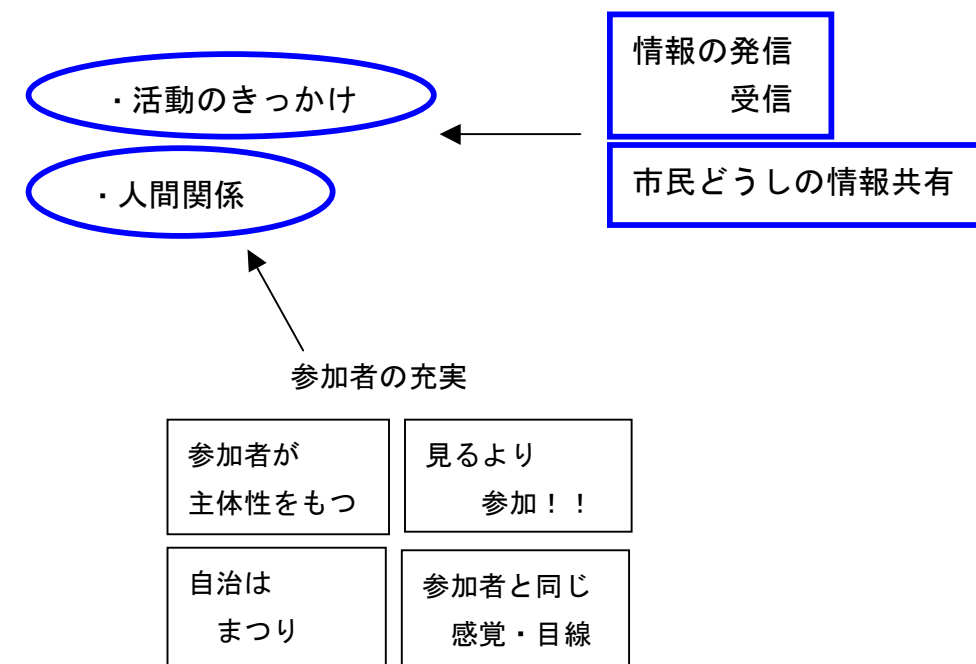 ・活動のきっかけ
・人間関係
情報の発信
受信
市民どうしの情報共有
参加者の充実
参加者が
主体性をもつ
見るより
参加！！
自治は
まつり
参加者と同じ
感覚・目線